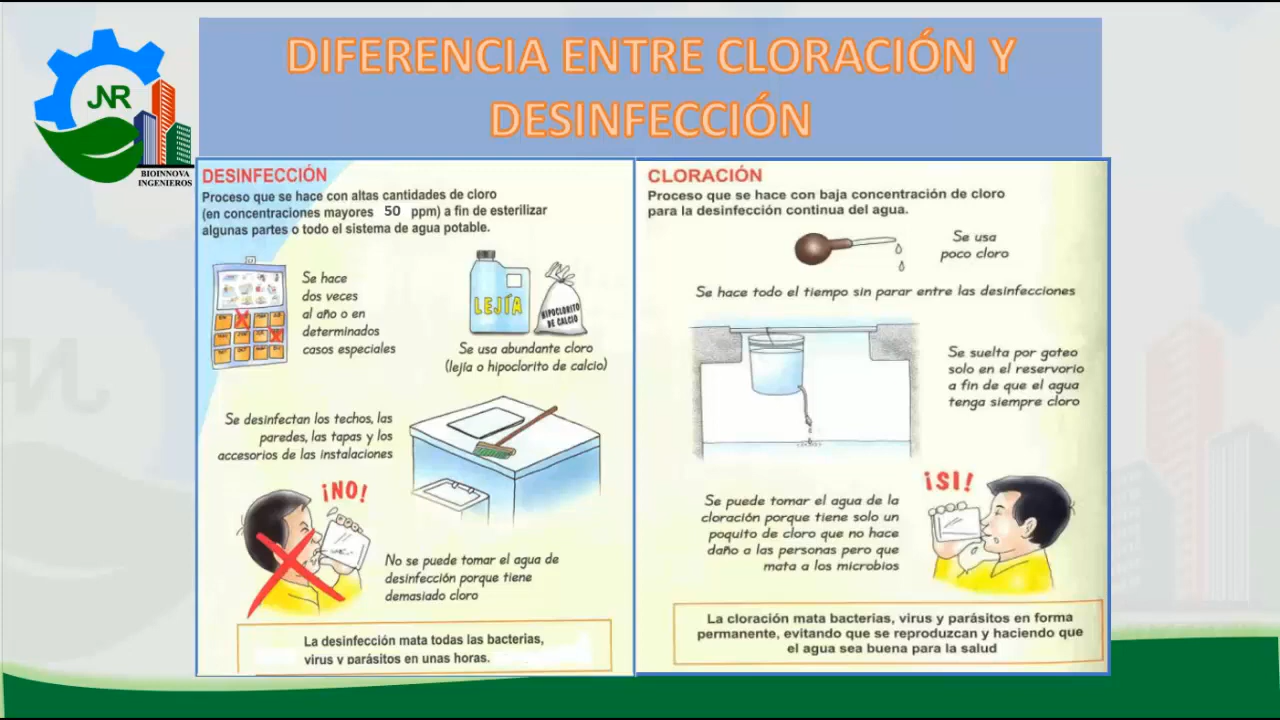 JNR
BIOINNOVA
INGENIEROS
DIFERENCIA ENTRE CLORACIÓN Y
DESINFECCIÓN
DESINFECCIÓN
Proceso que se hace con altas cantidades de cloro
(en concentraciones mayores 50 ppm) a fin de esterilizar
algunas partes o todo el sistema de agua potable.
Se hace
dos veces
al año o en
determinados
casos especiales
LEJÍA
HIPOCLORITO
DE CALCIO
Se usa abundante cloro
(lejía o hipoclorito de calcio)
Se desinfectan los techos, las
paredes, las tapas y los
accesorios de las instalaciones
¡NO!
No se puede tomar el agua de
desinfección porque tiene
demasiado cloro
La desinfección mata todas las bacterias,
virus y parásitos en unas horas.
CLORACIÓN
Proceso que se hace con baja concentración de cloro
para la desinfección continua del agua.
Se usa
poco cloro
Se hace todo el tiempo sin parar entre las desinfecciones
Se suelta por goteo
solo en el reservorio
a fin de que el agua
tenga siempre cloro
Se puede tomar el agua de la
cloración porque tiene solo un
poquito de cloro que no hace
daño a las personas pero que
mata a los microbios
¡SI!
La cloración mata bacterias, virus y parásitos en forma
permanente, evitando que se reproduzcan y haciendo que
el agua sea buena para la salud